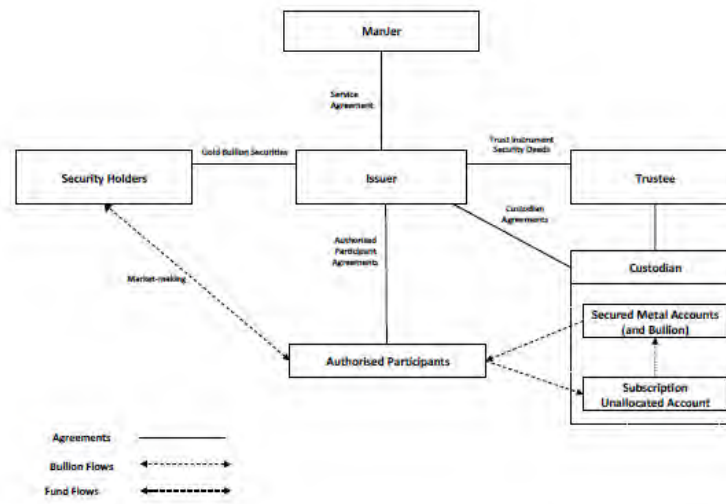 ManJer
Service
Agreement
Gold Bullion Securities
Trust Instrument
Security Deeds
Security Holders
Issuer
Trustee
Custodian
Agreements
Authorised
Participant
Agreements
Market-making
Custodian
Secured Metal Accounts
(and Bullion)
Authorised Participants
Subscription
Unallocated Account
Agreements
Bullion Flows
Fund Flows